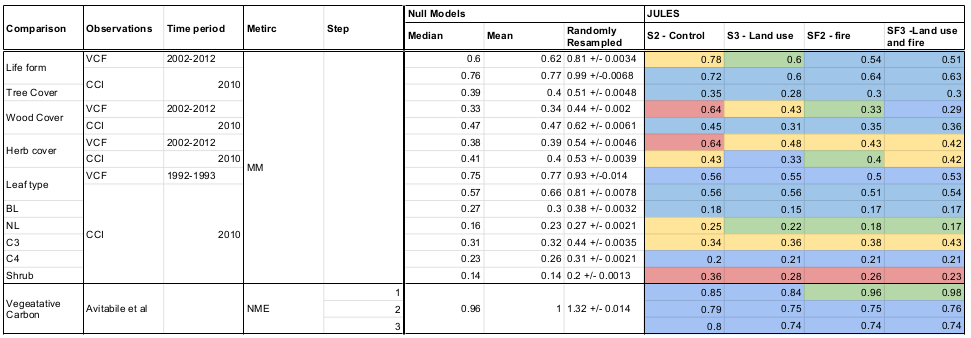 Null Models JULES
Comparison Observations Time period Metirc Step Median Mean Randomly Resampled S2 - Control S3 - Land use SF2 - fire SF3 -Land use and fire
Life form VCF 2002-2012 MM 0.6 0.62 0.81 +/- 0.0034 0.78 0.6 0.54 0.51
CCI 2010 0.76 0.77 0.99 +/-0.0068 0.72 0.6 0.64 0.63
Tree Cover 0.39 0.4 0.51 +/- 0.0048 0.35 0.28 0.3 0.3
Wood Cover VCF 2002-2012 0.33 0.34 0.44 +/- 0.002 0.64 0.43 0.33 0.29
CCI 2010 0.47 0.47 0.62 +/- 0.0061 0.45 0.31 0.35 0.36
Herb cover VCF 2002-2012 0.38 0.39 0.54 +/- 0.0046 0.64 0.48 0.43 0.42
CCI 2010 0.41 0.4 0.53 +/- 0.0039 0.43 0.33 0.4 0.42
Leaf type VCF 1992-1993 0.75 0.77 0.93 +/-0.014 0.56 0.55 0.5 0.53
CCI 2010 0.57 0.66 0.81 +/- 0.0078 0.56 0.56 0.51 0.54
BL 0.27 0.3 0.38 +/- 0.0032 0.18 0.15 0.17 0.17
NL 0.16 0.23 0.27 +/- 0.0021 0.25 0.22 0.18 0.17
C3 0.31 0.32 0.44 +/- 0.0035 0.34 0.36 0.38 0.43
C4 0.23 0.26 0.31 +/- 0.0021 0.2 0.21 0.21 0.21
Shrub 0.14 0.14 0.2 +/- 0.0013 0.36 0.28 0.26 0.23
Vegeatative Carbon Avitabile et al NME 1 0.85 0.84 0.96 0.98
2 0.96 1 1.32 +/- 0.014 0.79 0.75 0.75 0.76
3 0.8 0.74 0.74 0.74